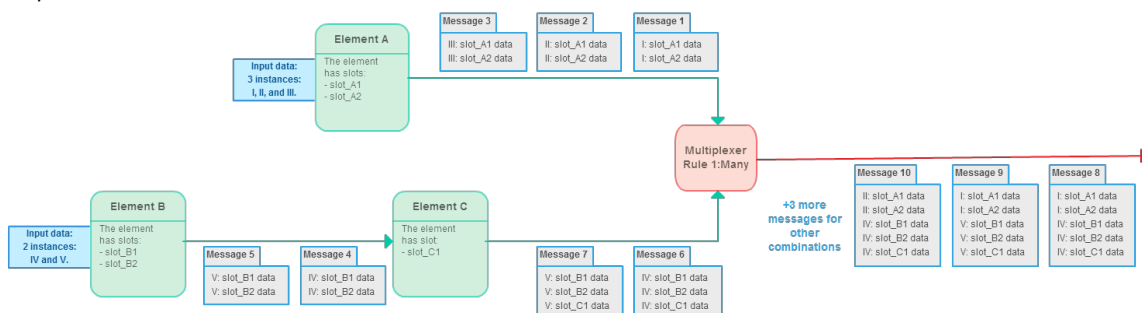 Message 3
Message 2
Message 1
III: slot_A1 data
III: slot_A2 data
II: slot_A1 data
II: slot_A2 data
I: slot_A1 data
I: slot_A2 data
Element A
The element
has slots:
- slot_A1
- slot_A2
Input data:
3 instances:
I, II, and III.
Multiplexer
Rule 1:Many
Message 10
Message 9
Message 8
II: slot_A1 data
II: slot_A2 data
IV: slot_B1 data
IV: slot_B2 data
IV: slot_C1 data
I: slot_A1 data
I: slot_A2 data
V: slot_B1 data
V: slot_B2 data
V: slot_C1 data
I: slot_A1 data
I: slot_A2 data
IV: slot_B1 data
IV: slot_B2 data
IV: slot_C1 data
+3 more
messages for
other
combinations
Element B
The element
has slots:
- slot_B1
- slot_B2
Input data:
2 instances:
IV and V.
Message 5
Message 4
V: slot_B1 data
V: slot_B2 data
IV: slot_B1 data
IV: slot_B2 data
Element C
The element
has slot:
- slot_C1
Message 7
Message 6
V: slot_B1 data
V: slot_B2 data
V: slot_C1 data
IV: slot_B1 data
IV: slot_B2 data
IV: slot_C1 data